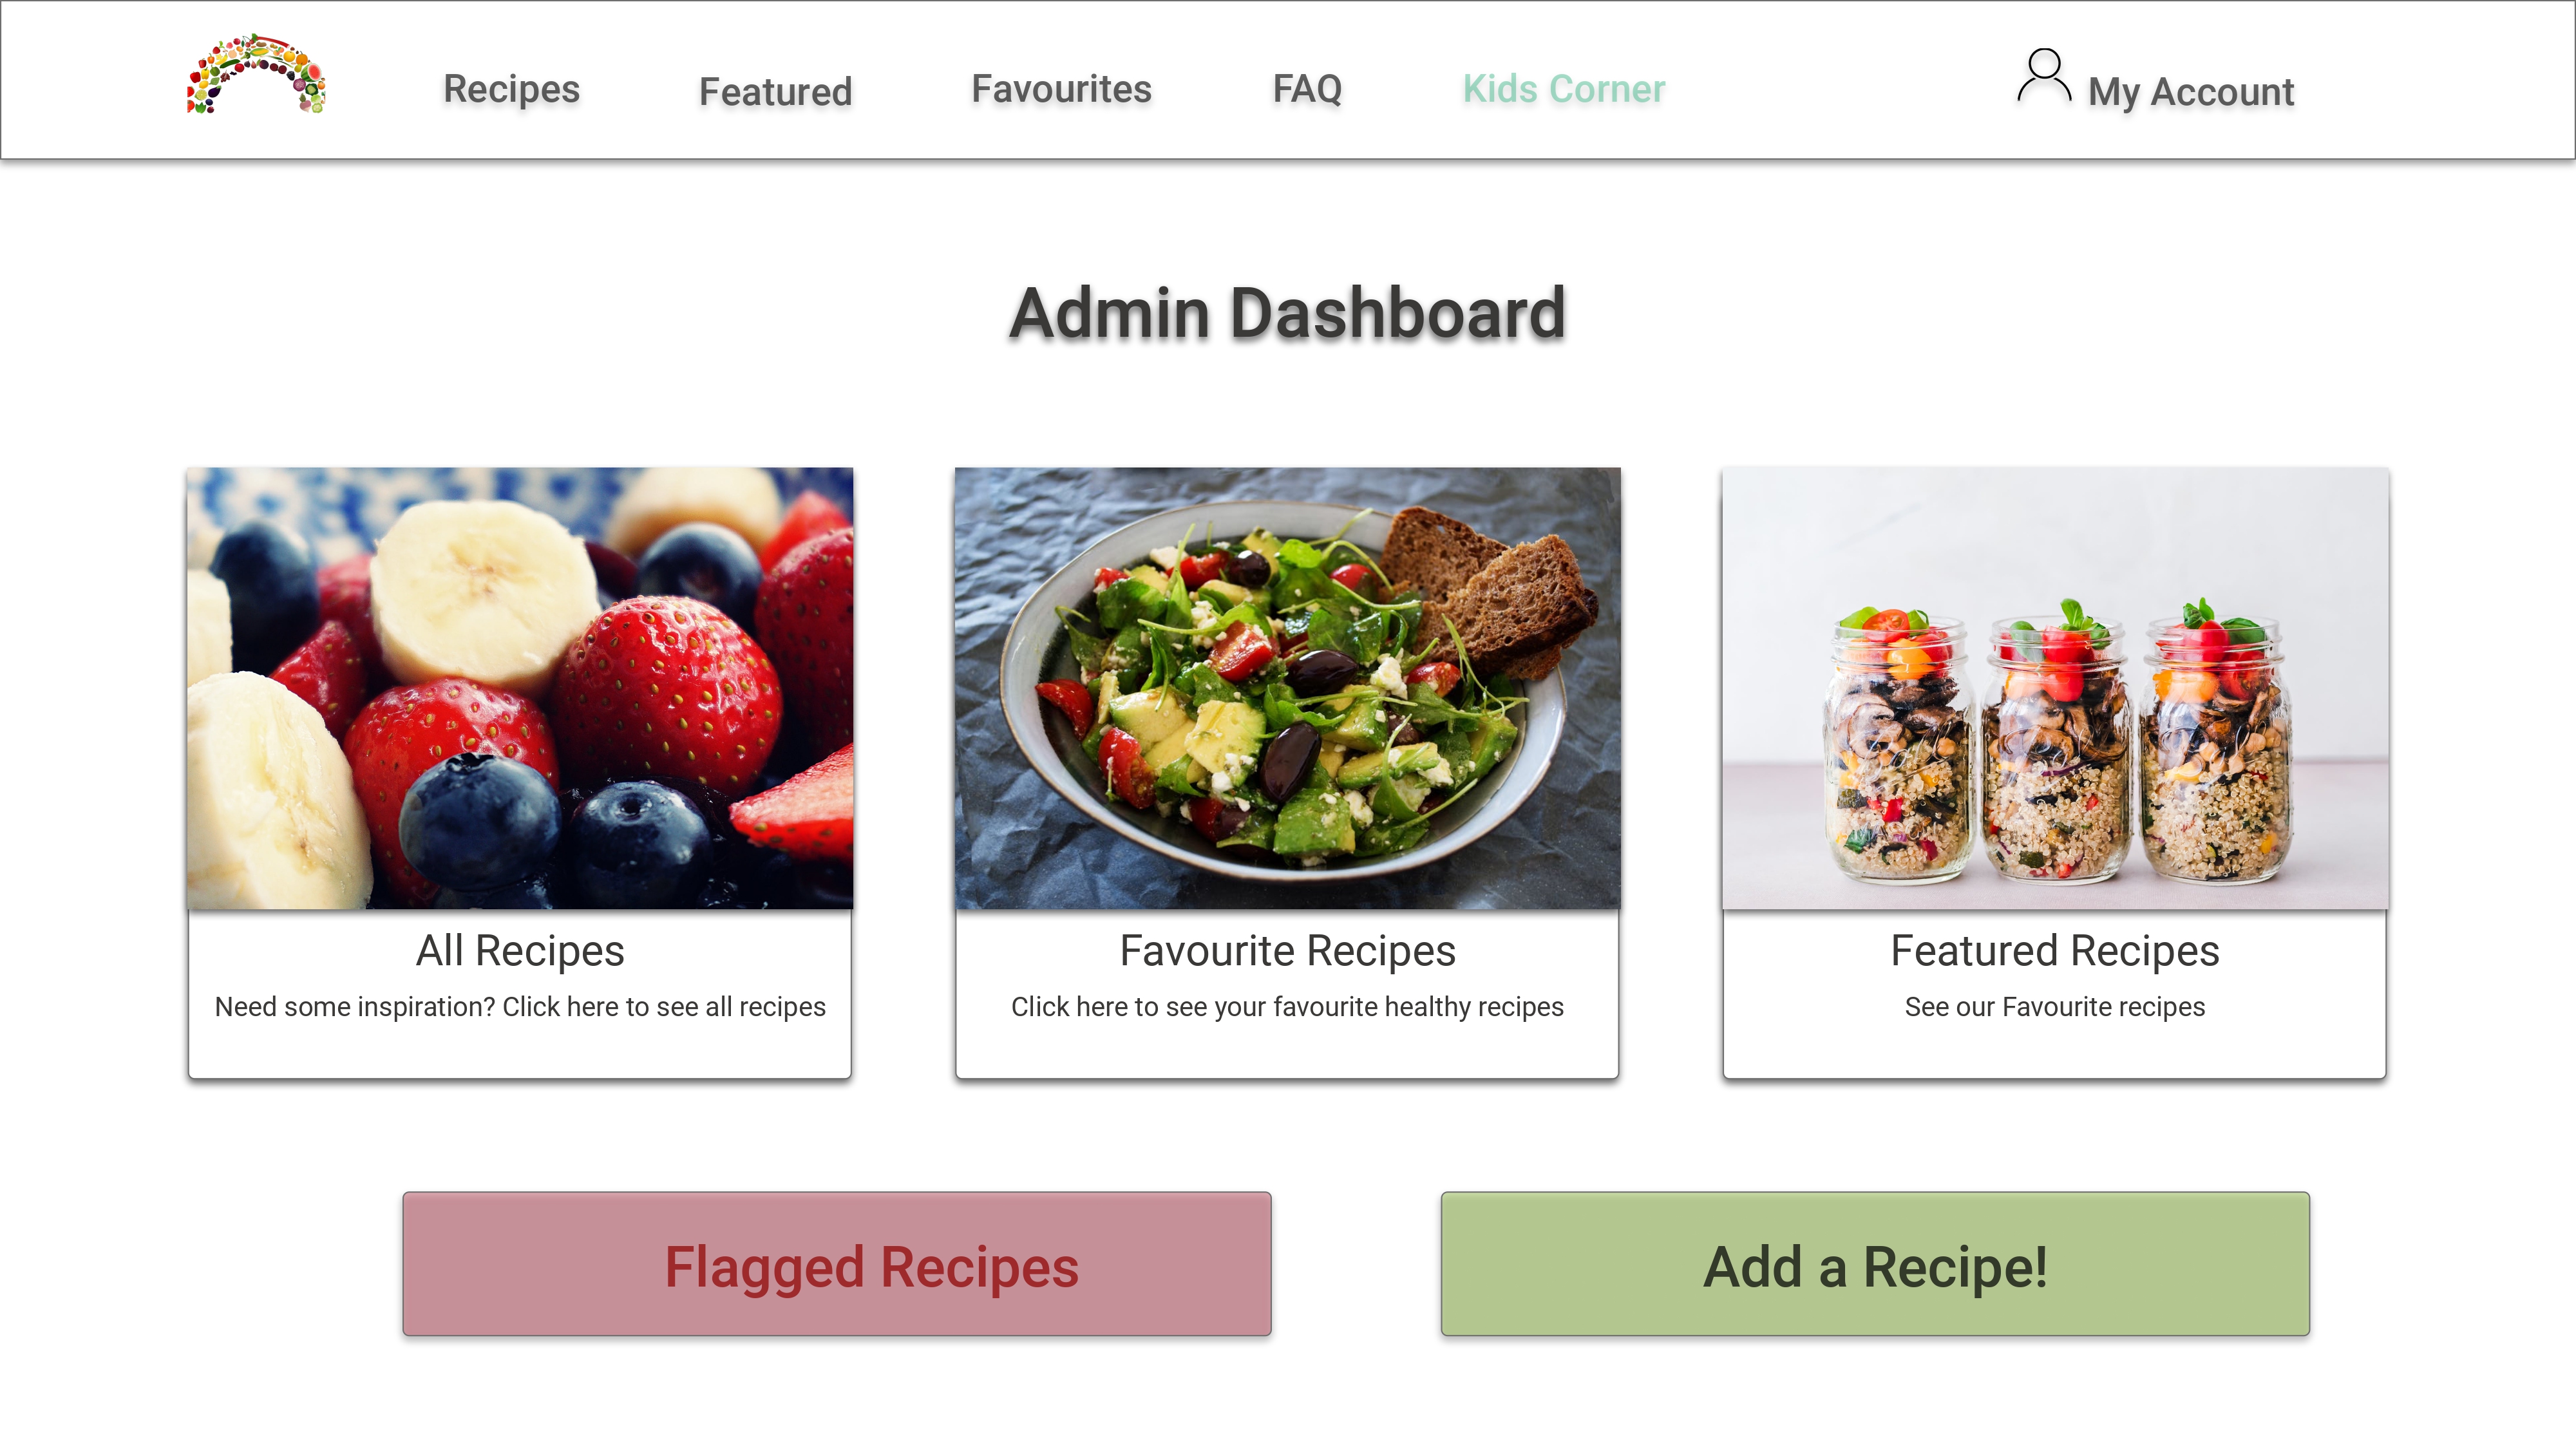 Recipes
Featured
Favourites
FAQ
Kids Corner
My Account
Admin Dashboard
All Recipes
Need some inspiration? Click here to see all recipes
Favourite Recipes
Click here to see your favourite healthy recipes
Featured Recipes
See our Favourite recipes
Flagged Recipes
Add a Recipe!